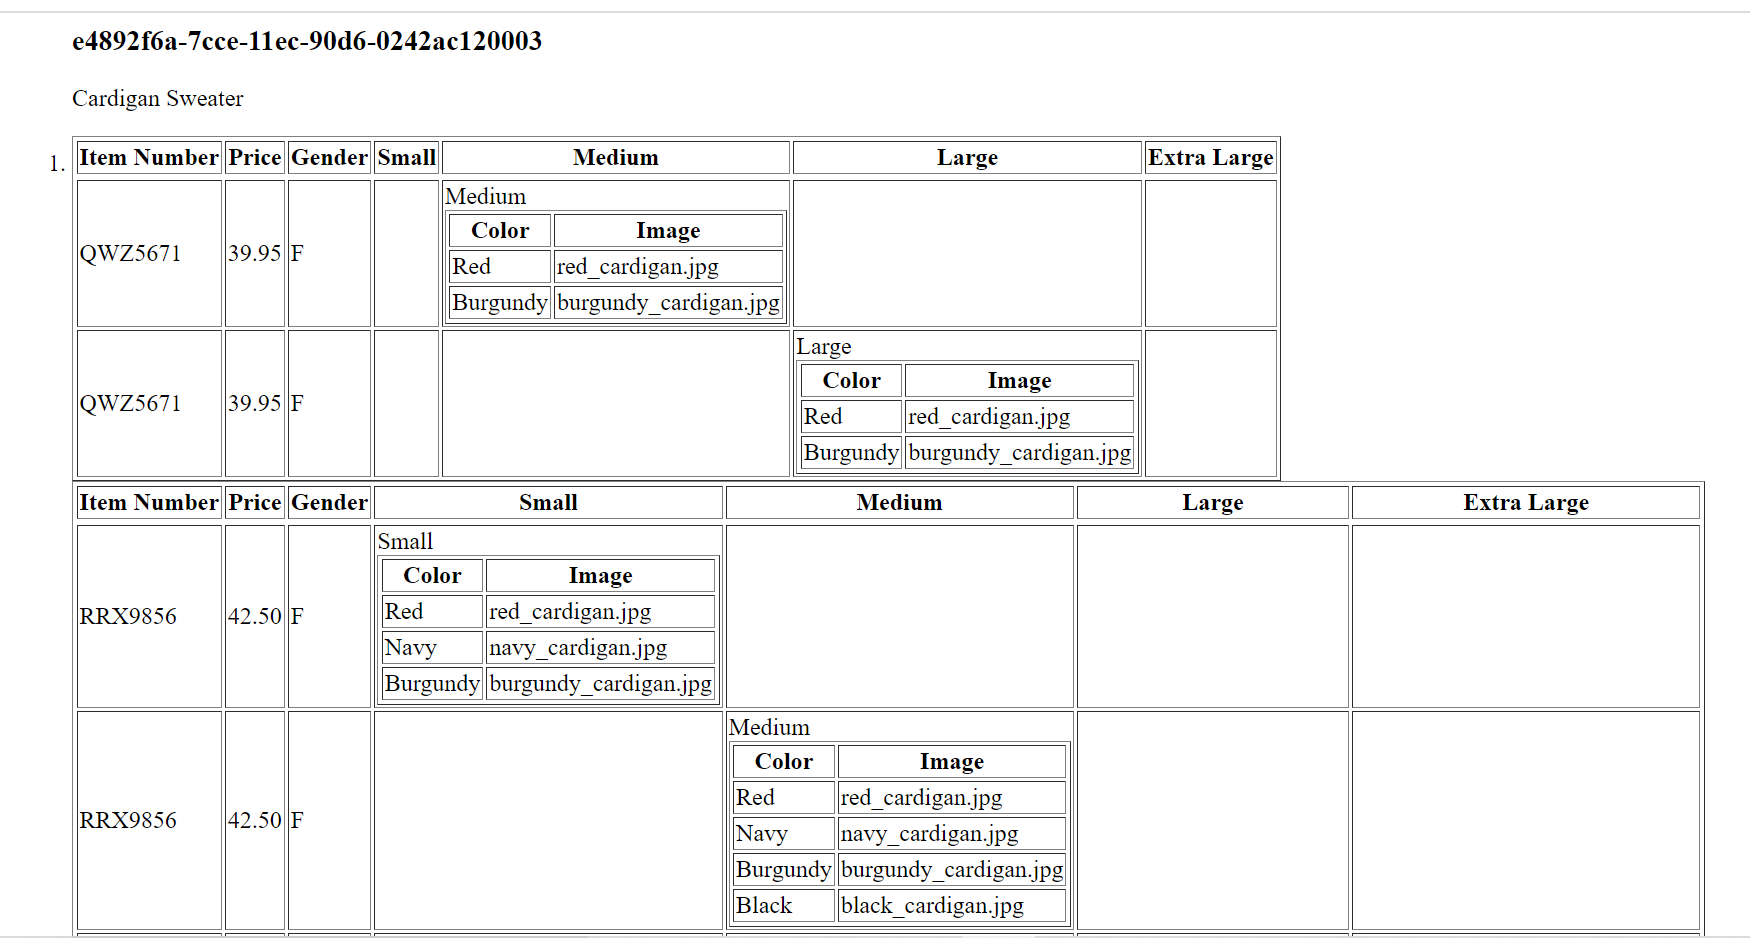 e4892f6a-7cce-11ec-90d6-0242ac120003
Cardigan Sweater
1.
Item Number Price Gender Small Medium Large Extra Large
QWZ5671 39.95 F
Medium
Color Image
Red red_cardigan.jpg
Burgundy burgundy_cardigan.jpg
QWZ5671 39.95 F
Large
Color Image
Red red_cardigan.jpg
Burgundy burgundy_cardigan.jpg
Item Number Price Gender Small Medium Large Extra Large
RRX9856 42.50 F
Small
Color Image
Red red_cardigan.jpg
Navy navy_cardigan.jpg
Burgundy burgundy_cardigan.jpg
RRX9856 42.50 F
Medium
Color Image
Red red_cardigan.jpg
Navy navy_cardigan.jpg
Burgundy burgundy_cardigan.jpg
Black black_cardigan.jpg